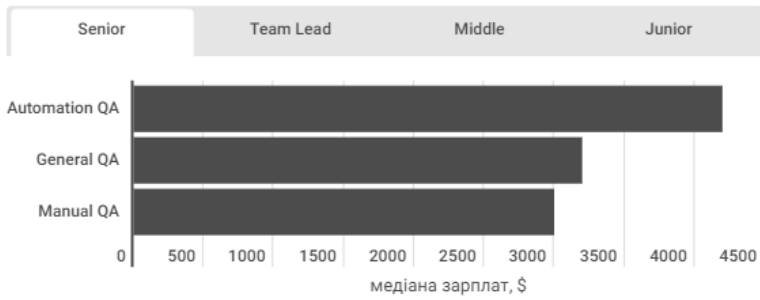 Senior Team Lead Middle Junior
Automation QA
General QA
Manual QA
0 500 1000 1500 2000 2500 3000 3500 4000 4500
медіана зарплат, $